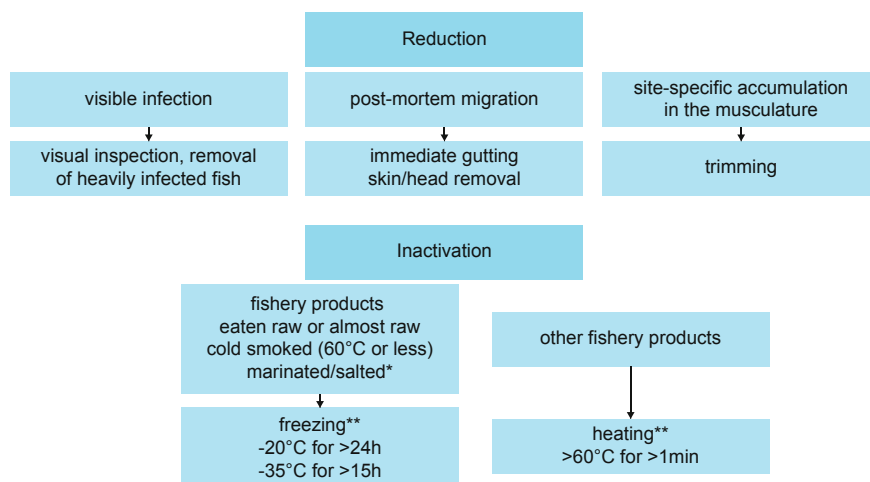 Reduction
visible infection
post-mortem migration
site-specific accumulation
in the musculature
visual inspection, removal
of heavily infected fish
immediate gutting
skin/head removal
trimming
Inactivation
fishery products
eaten raw or almost raw
cold smoked (60°C or less)
marinated/salted*
other fishery products
freezing**
-20°C for >24h
-35°C for >15h
heating**
>60°C for >1min